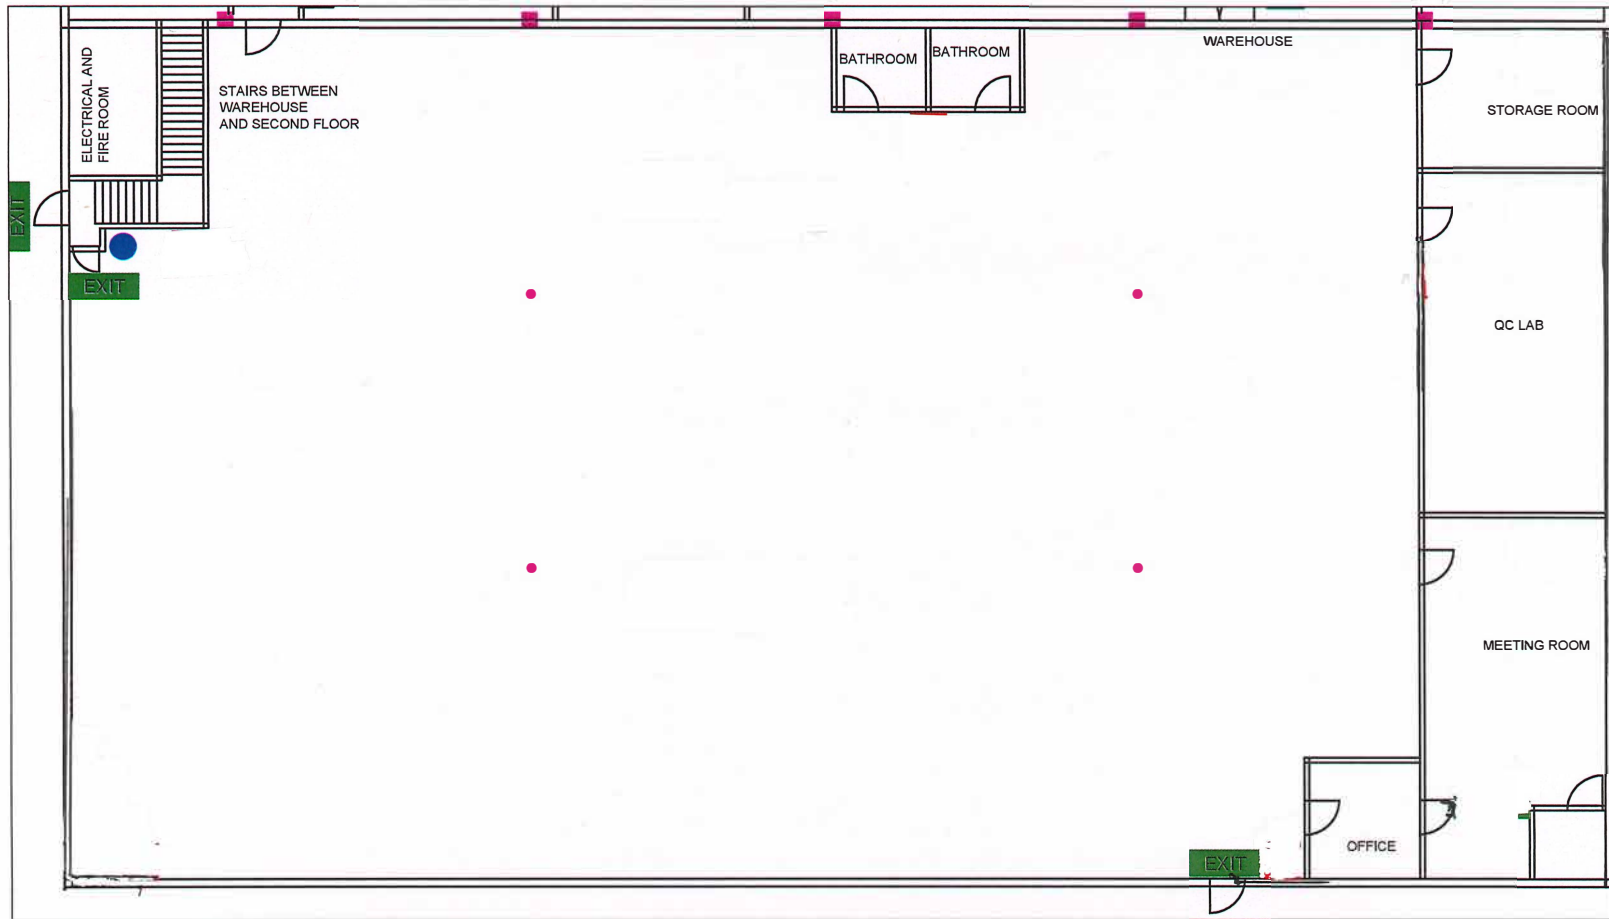 WAREHOUSE
BATHROOM
BATHROOM
ELECTRICAL AND
FIRE ROOM
STAIRS BETWEEN
WAREHOUSE
AND SECOND FLOOR
STORAGE ROOM
EXIT
EXIT
QC LAB
MEETING ROOM
OFFICE
EXIT